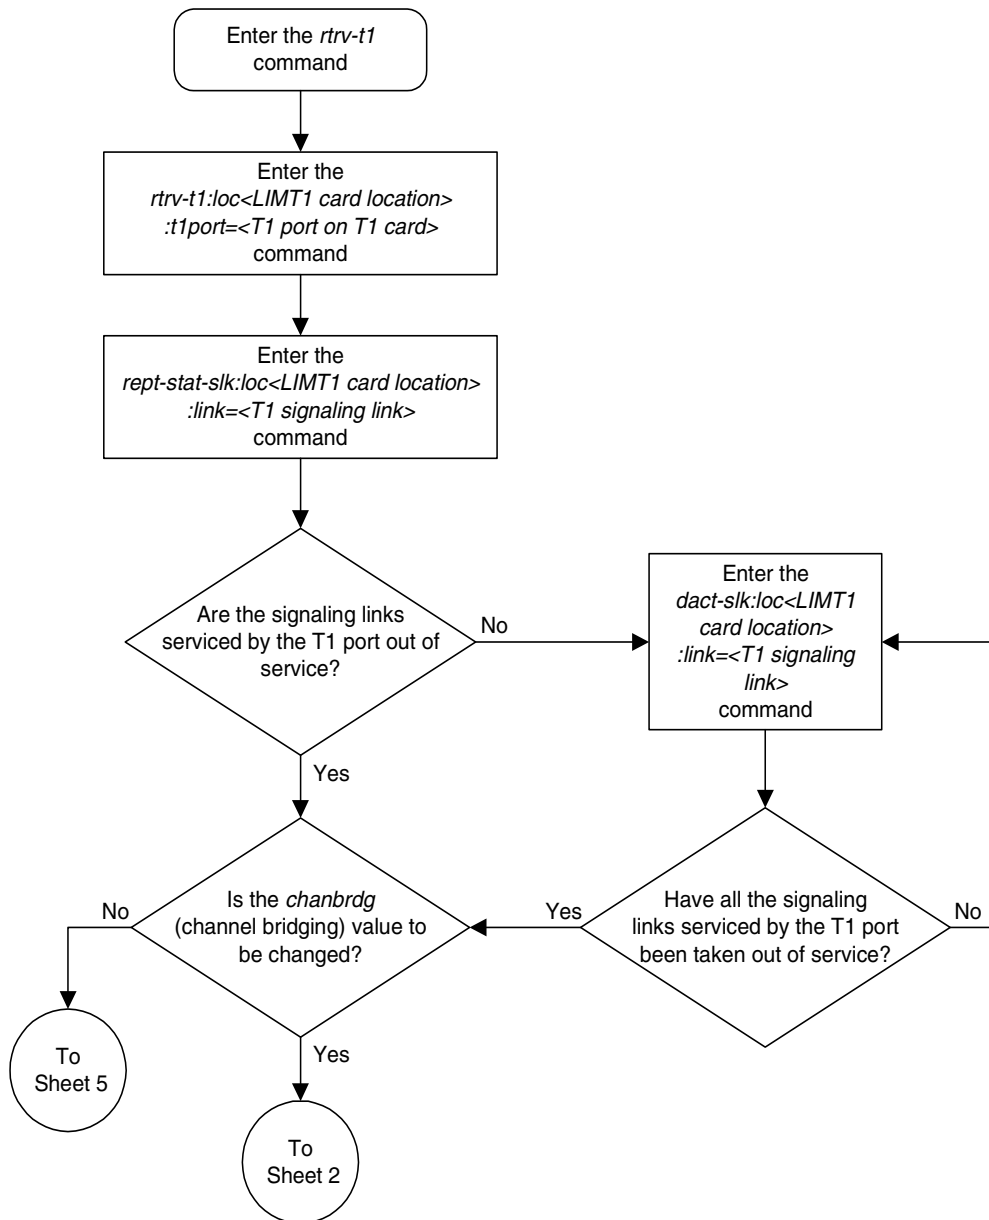 Enter the rtrv-t1
command
Enter the
rtrv-t1:loc<LIMT1 card location>
:t1port=<T1 port on T1 card>
command
Enter the
rept-stat-slk:loc<LIMT1 card location>
:link=<T1 signaling link>
command
Are the signaling links
serviced by the T1 port out of
service?
No
Yes
Enter the
dact-slk:loc<LIMT1
card location>
:link=<T1 signaling
link>
command
Have all the signaling
links serviced by the T1 port
been taken out of service?
No
Yes
Is the chanbrdg
(channel bridging) value to
be changed?
No
Yes
To
Sheet 5
To
Sheet 2